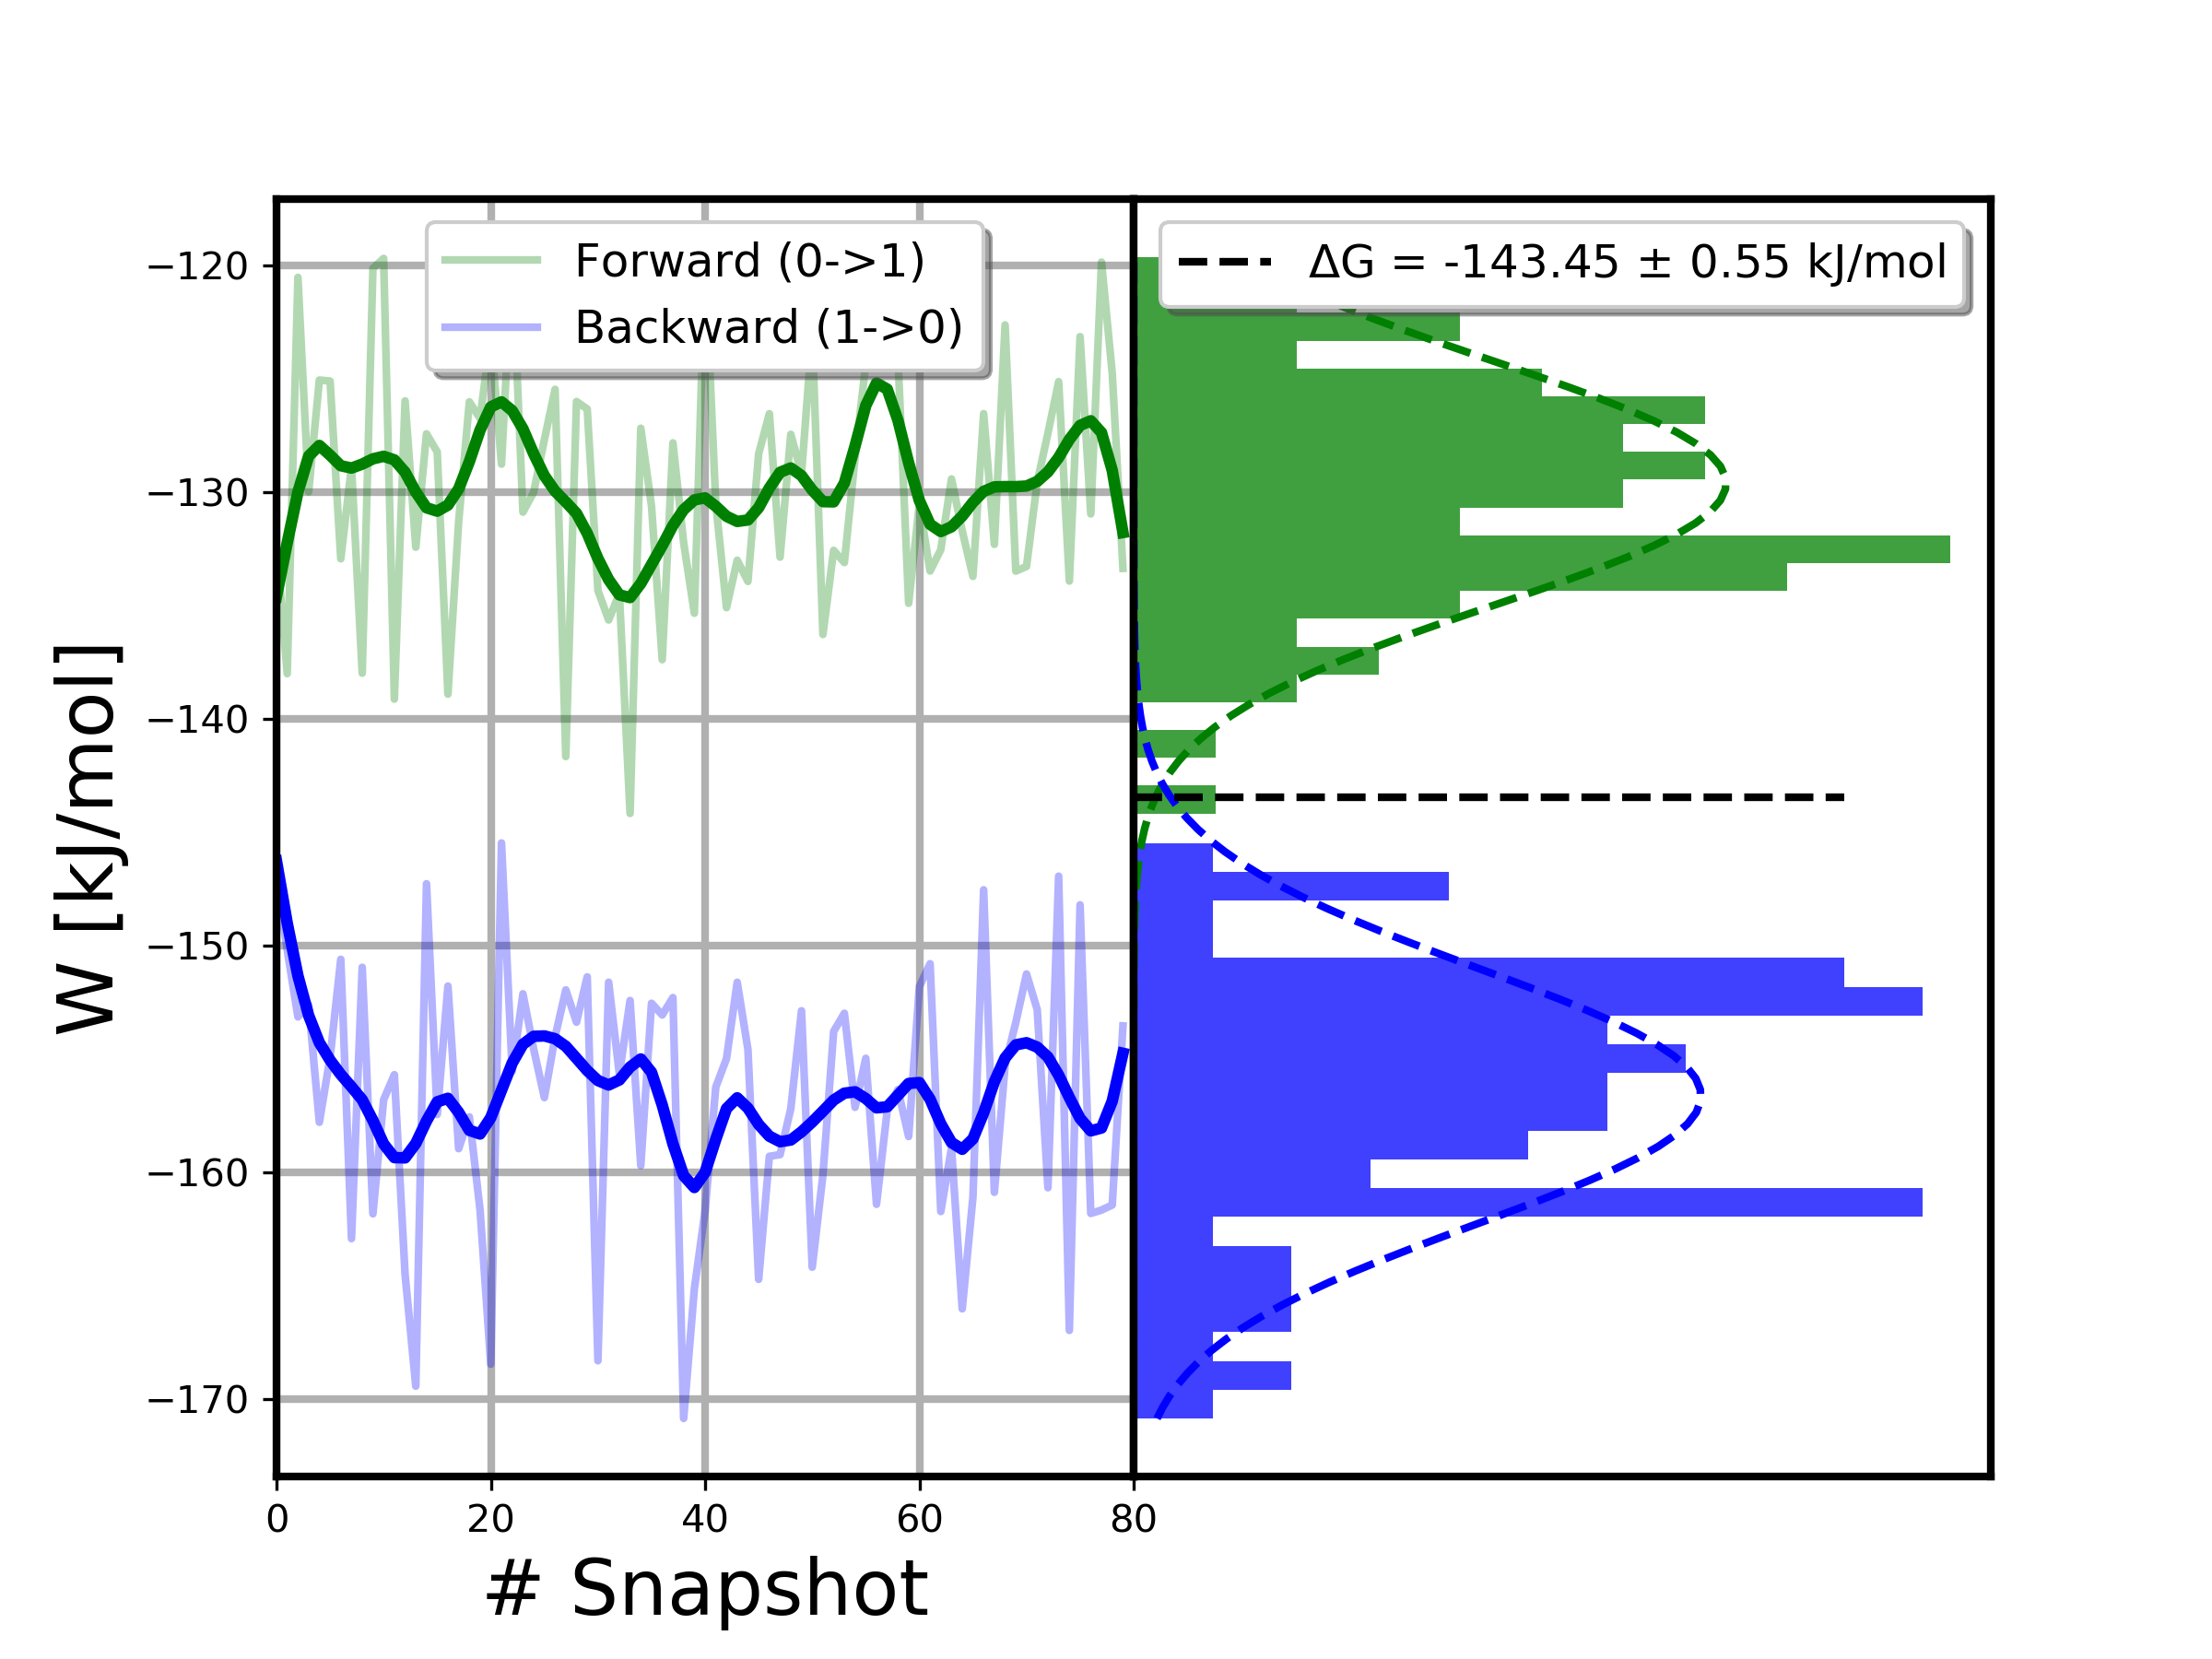 Forward (0->1)
Backward (1->0)
ΔG = -143.45 ± 0.55 kJ/mol
W [kJ/mol]
−120
−130
−140
−150
−160
−170
0 20 40 60 80
# Snapshot